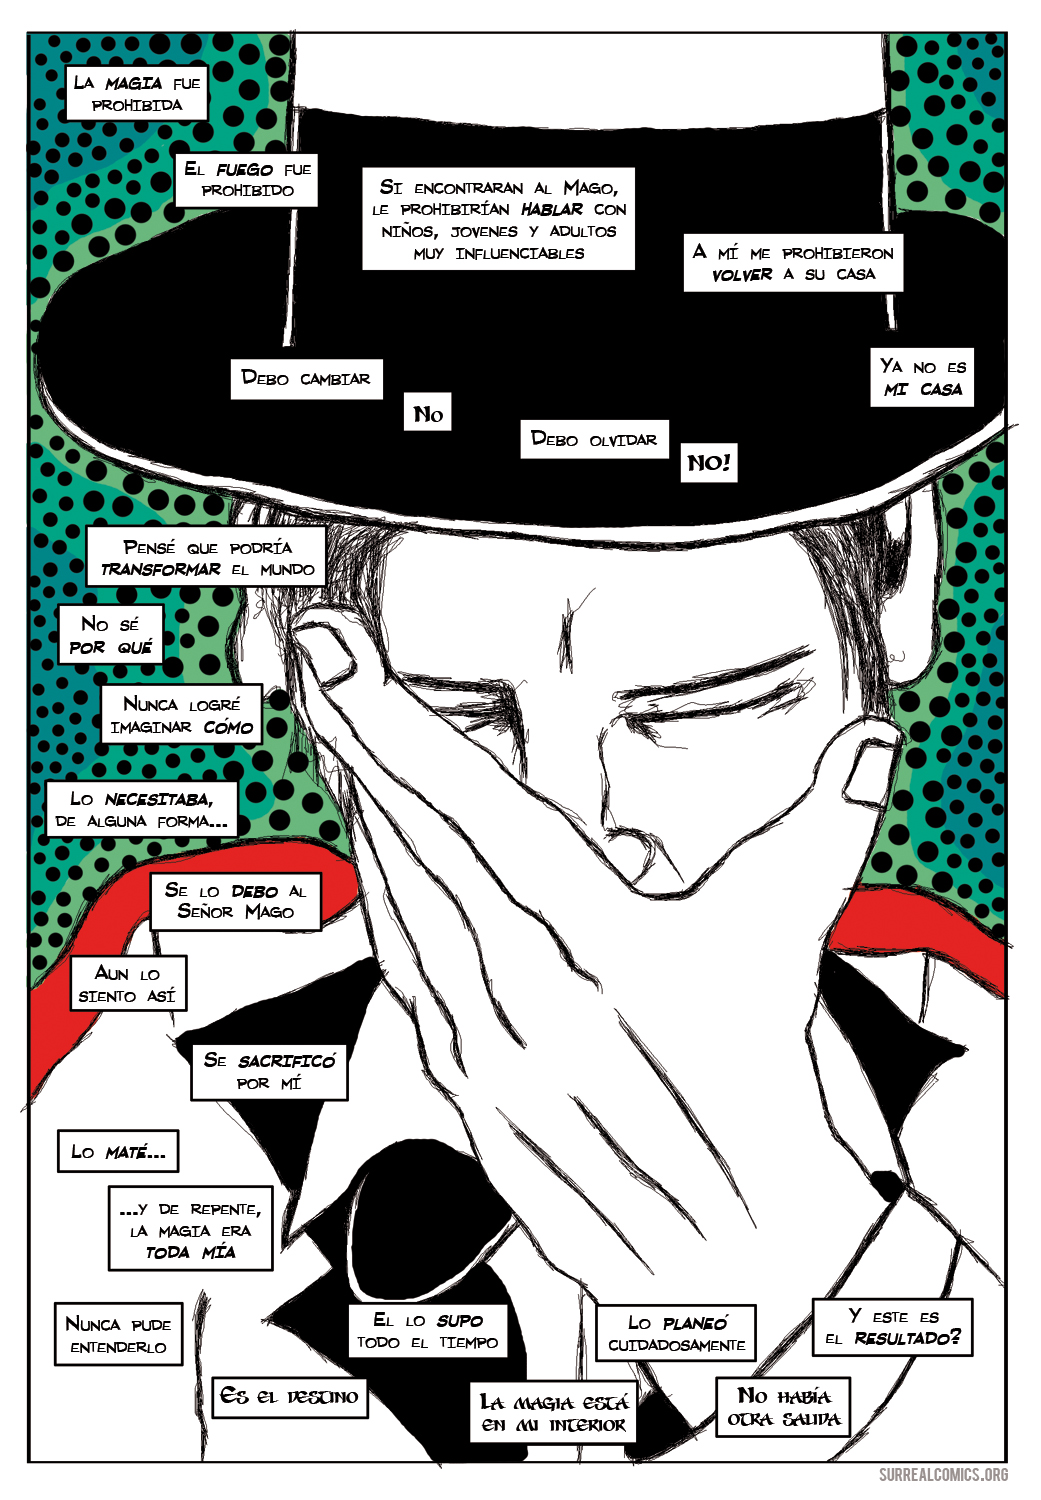 La MAGIA fue
prohibida
El FUEGO fue
prohibido
Si encontraran al Mago,
le prohibirían HABLAR con
niños, jovenes y adultos
muy influenciables
A mí me prohibieron
VOLVER a su casa
Ya no es
MI CASA
Debo cambiar
No
Debo olvidar
NO!
Pensé que podría
TRANSFORMAR el mundo
No sé
POR QUÉ
Nunca logré
imaginar CÓMO
Lo NECESITABA,
de alguna forma...
Se lo DEBO al
Señor Mago
Aun lo
siento así
Se SACRIFICÓ
por mí
Lo MATÉ...
...y de repente,
la magia era
TODA MÍA
Nunca pude
entenderlo
El lo SUPO
todo el tiempo
Lo PLANEÓ
cuidadosamente
Y este es
el RESULTADO?
Es el destino
La magia está
en mi interior
No había
otra salida
SURREALCOMICS.ORG